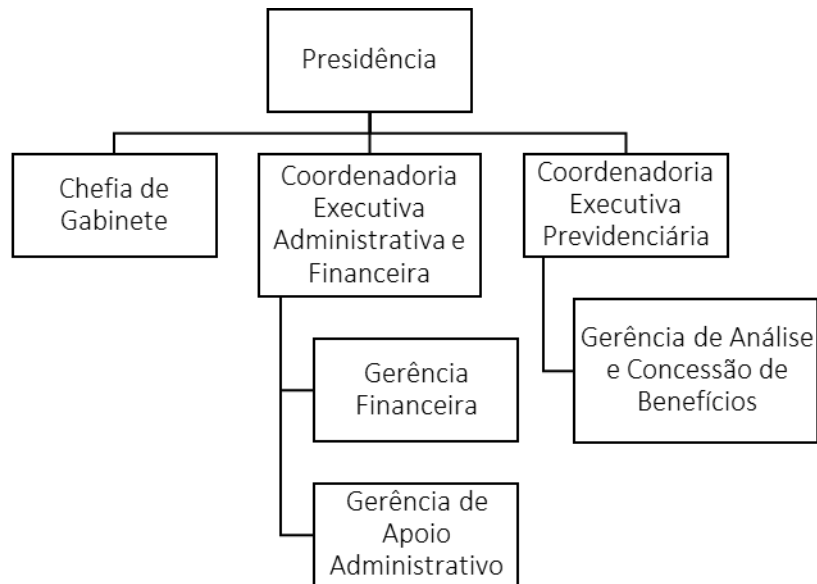 Presidência
Chefia de
Gabinete
Coordenadoria
Executiva
Administrativa e
Financeira
Coordenadoria
Executiva
Previdenciária
Gerência
Financeira
Gerência de Apoio
Administrativo
Gerência de Análise
e Concessão de
Benefícios